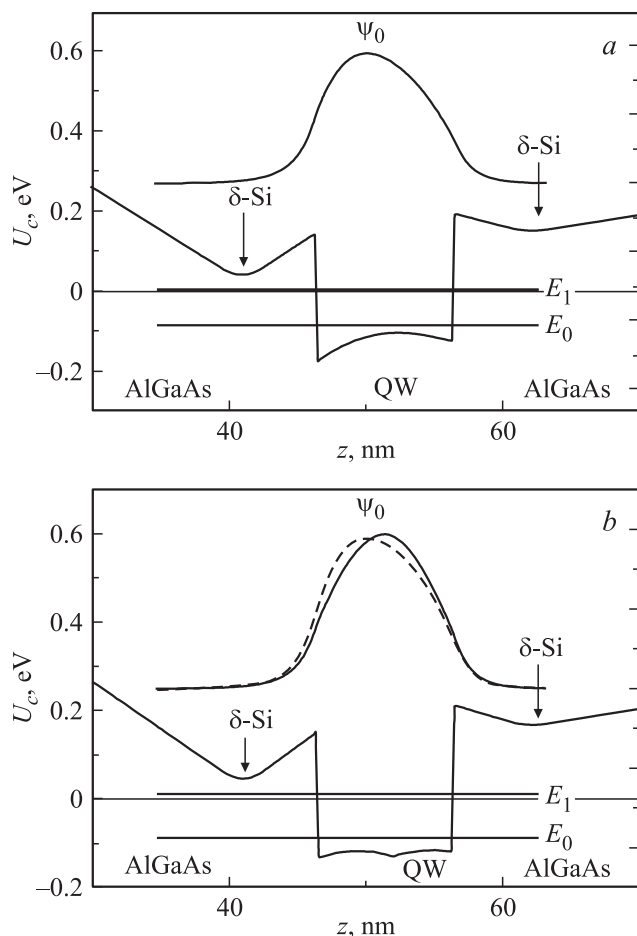 ψ0
a
0.6
δ-Si
0.4
δ-Si
Uc, eV
0.2
0
E1
E0
–0.2
AlGaAs
QW
AlGaAs
40
60
z, nm
ψ0
b
0.6
0.4
δ-Si
Uc, eV
0.2
δ-Si
0
E1
E0
AlGaAs
QW
AlGaAs
–0.2
40
60
z, nm